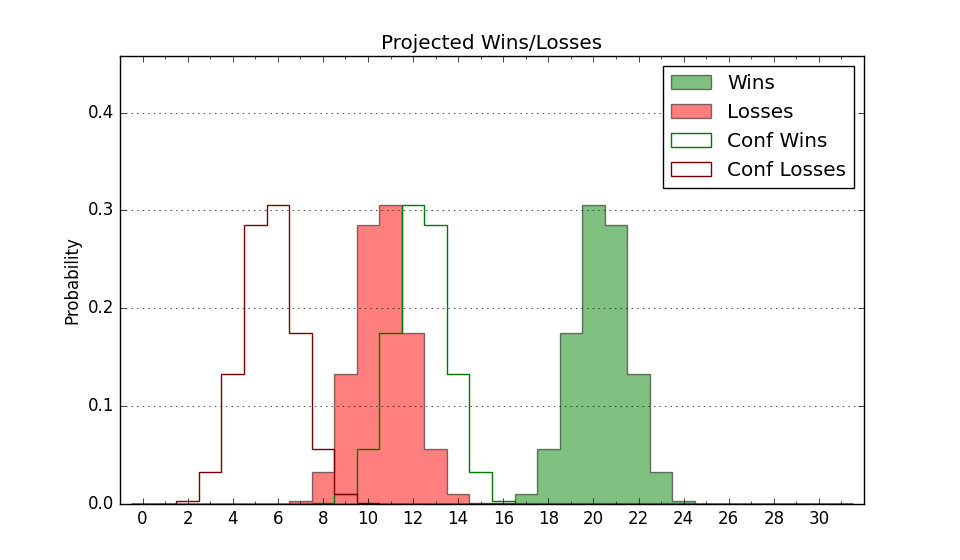 Projected Wins/Losses
Wins
Losses
Conf Wins
Conf Losses
Probability
0.4
0.3
0.2
0.1
0.0
0 2 4 6 8 10 12 14 16 18 20 22 24 26 28 30